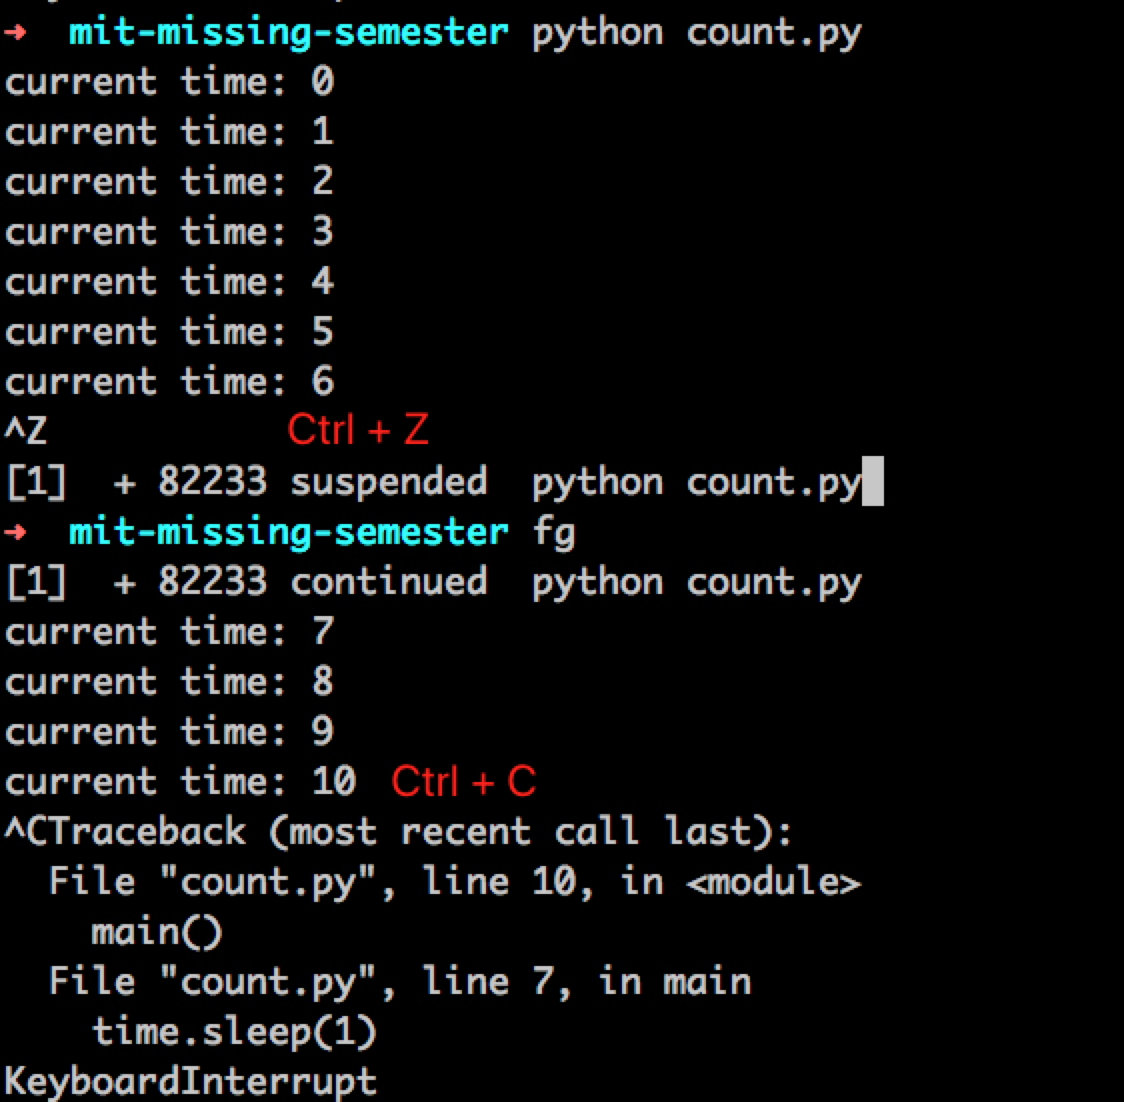 → mit-missing-semester python count.py
current time: 0
current time: 1
current time: 2
current time: 3
current time: 4
current time: 5
current time: 6
^Z Ctrl + Z
[1]  + 82233 suspended  python count.py
→ mit-missing-semester fg
[1]  + 82233 continued  python count.py
current time: 7
current time: 8
current time: 9
current time: 10 Ctrl + C
^CTraceback (most recent call last):
  File "count.py", line 10, in <module>
    main()
  File "count.py", line 7, in main
    time.sleep(1)
KeyboardInterrupt